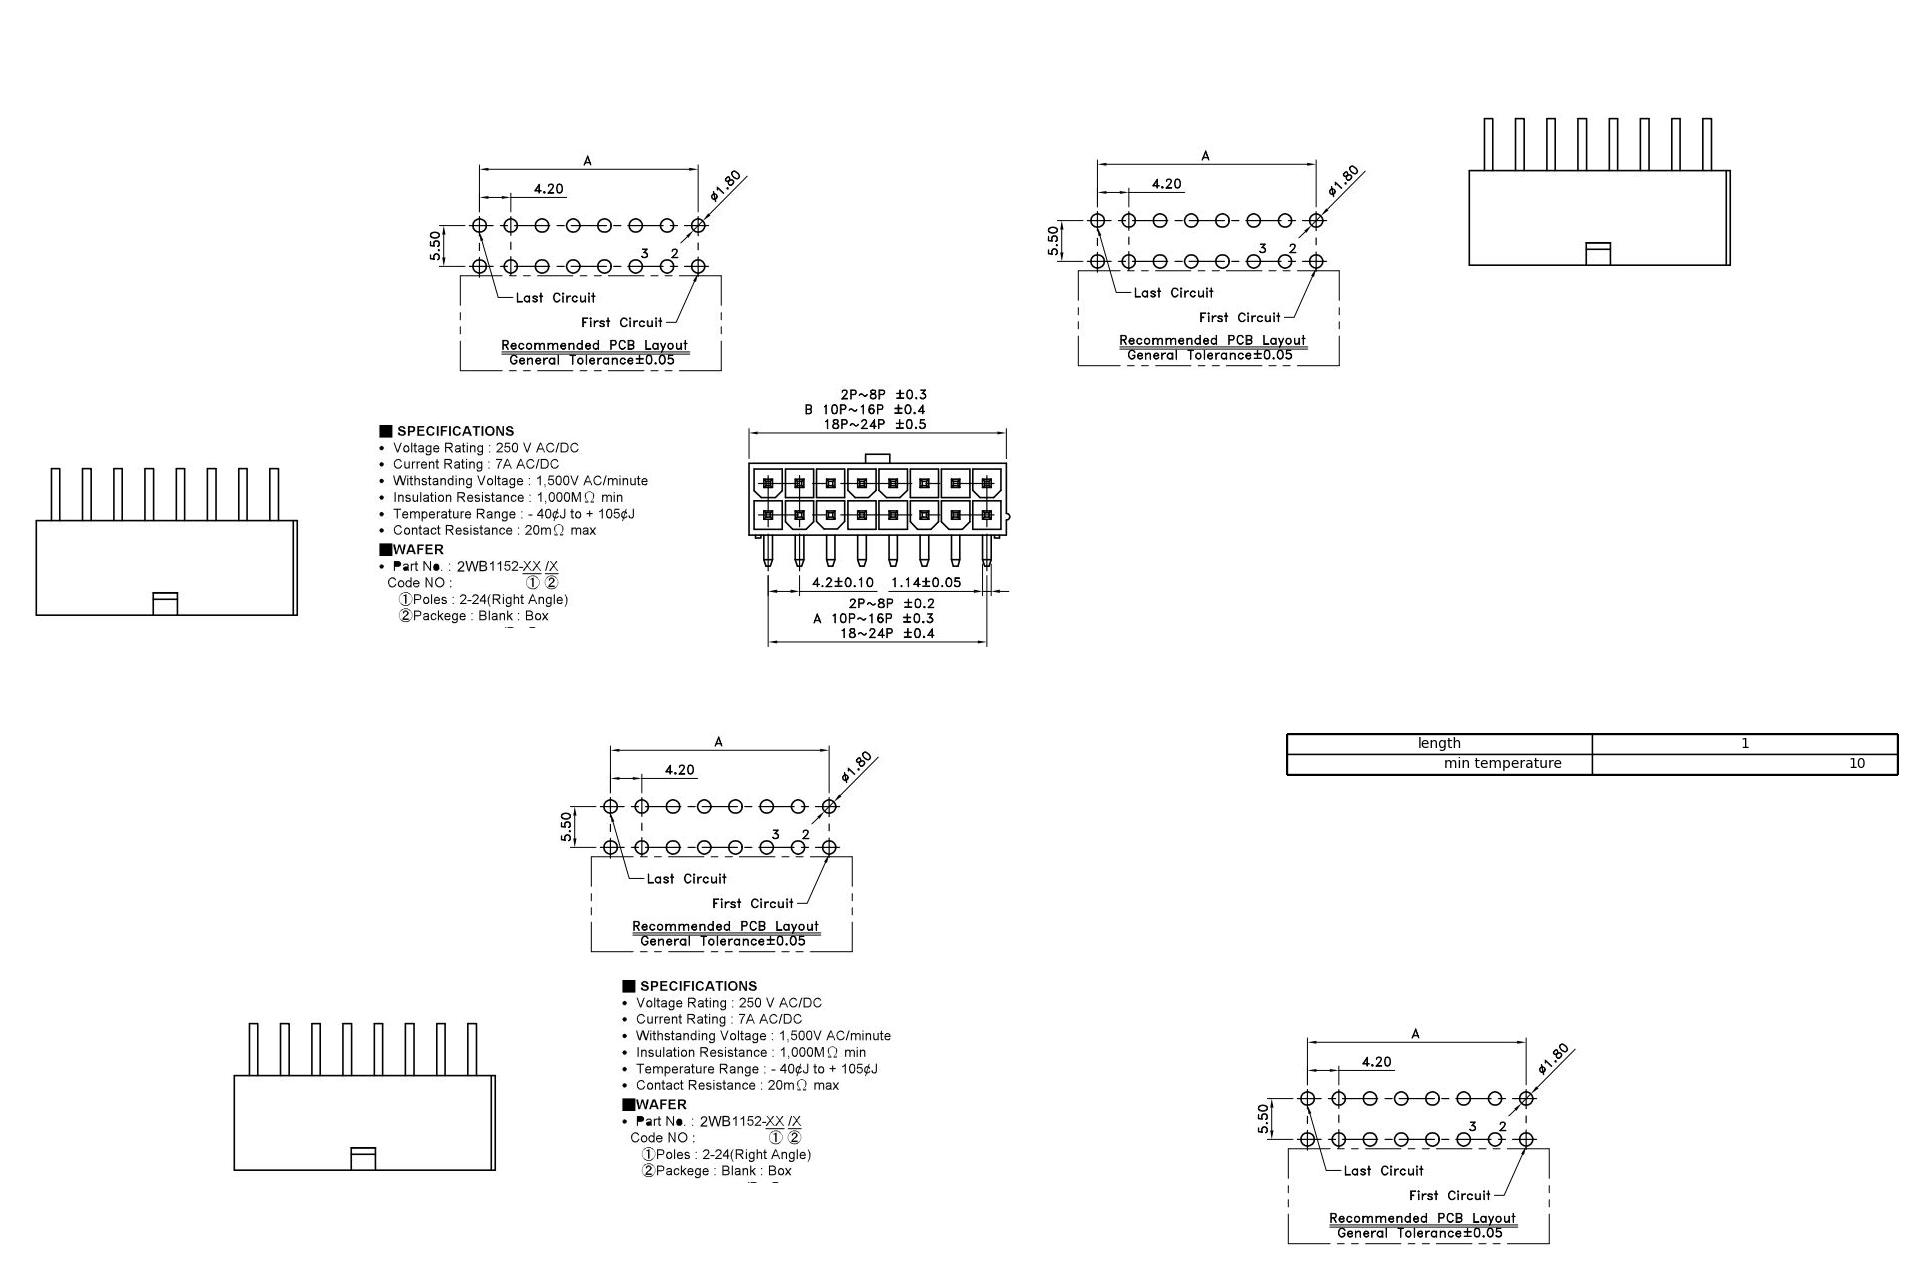 A
4.20
ø1.80
5.50
3 2
Last Circuit
First Circuit
Recommended PCB Layout
General Tolerance±0.05
A
4.20
ø1.80
5.50
3 2
Last Circuit
First Circuit
Recommended PCB Layout
General Tolerance±0.05
■ SPECIFICATIONS
• Voltage Rating : 250 V AC/DC
• Current Rating : 7A AC/DC
• Withstanding Voltage : 1,500V AC/minute
• Insulation Resistance : 1,000MΩ min
• Temperature Range : - 40¢J to + 105¢J
• Contact Resistance : 20mΩ max
■WAFER
• Part No. : 2WB1152-XX /X
Code NO : ① ②
①Poles : 2-24(Right Angle)
②Packege : Blank : Box
2P~8P ±0.3
B 10P~16P ±0.4
18P~24P ±0.5
4.2±0.10 1.14±0.05
2P~8P ±0.2
A 10P~16P ±0.3
18~24P ±0.4
length 1
min temperature 10
A
4.20
ø1.80
5.50
3 2
Last Circuit
First Circuit
Recommended PCB Layout
General Tolerance±0.05
■ SPECIFICATIONS
• Voltage Rating : 250 V AC/DC
• Current Rating : 7A AC/DC
• Withstanding Voltage : 1,500V AC/minute
• Insulation Resistance : 1,000MΩ min
• Temperature Range : - 40¢J to + 105¢J
• Contact Resistance : 20mΩ max
■WAFER
• Part No. : 2WB1152-XX /X
Code NO : ① ②
①Poles : 2-24(Right Angle)
②Packege : Blank : Box
A
4.20
ø1.80
5.50
3 2
Last Circuit
First Circuit
Recommended PCB Layout
General Tolerance±0.05